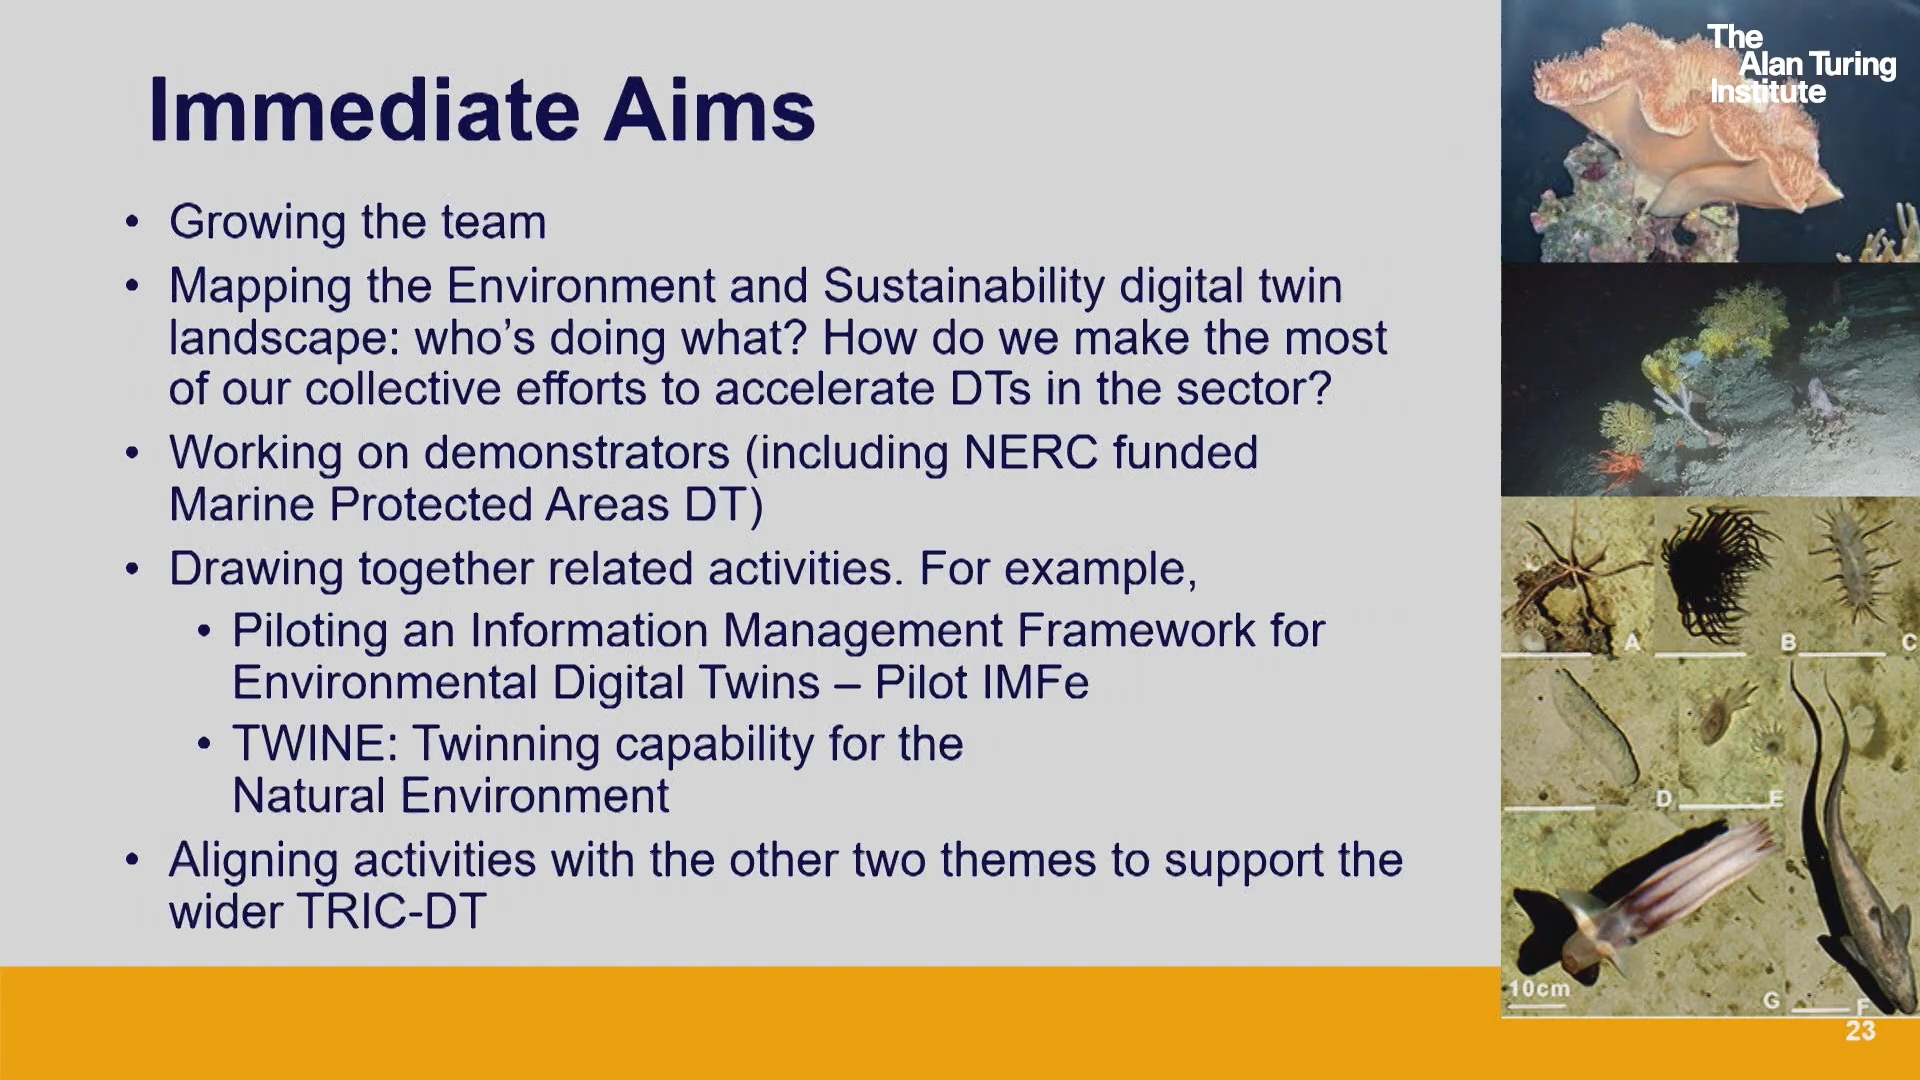 The
Alan Turing
Institute
Immediate Aims
• Growing the team
• Mapping the Environment and Sustainability digital twin
landscape: who’s doing what? How do we make the most
of our collective efforts to accelerate DTs in the sector?
• Working on demonstrators (including NERC funded
Marine Protected Areas DT)
• Drawing together related activities. For example,
• Piloting an Information Management Framework for
Environmental Digital Twins – Pilot IMFe
• TWINE: Twinning capability for the
Natural Environment
• Aligning activities with the other two themes to support the
wider TRIC-DT
A
B
C
D
E
10cm
G
F
23